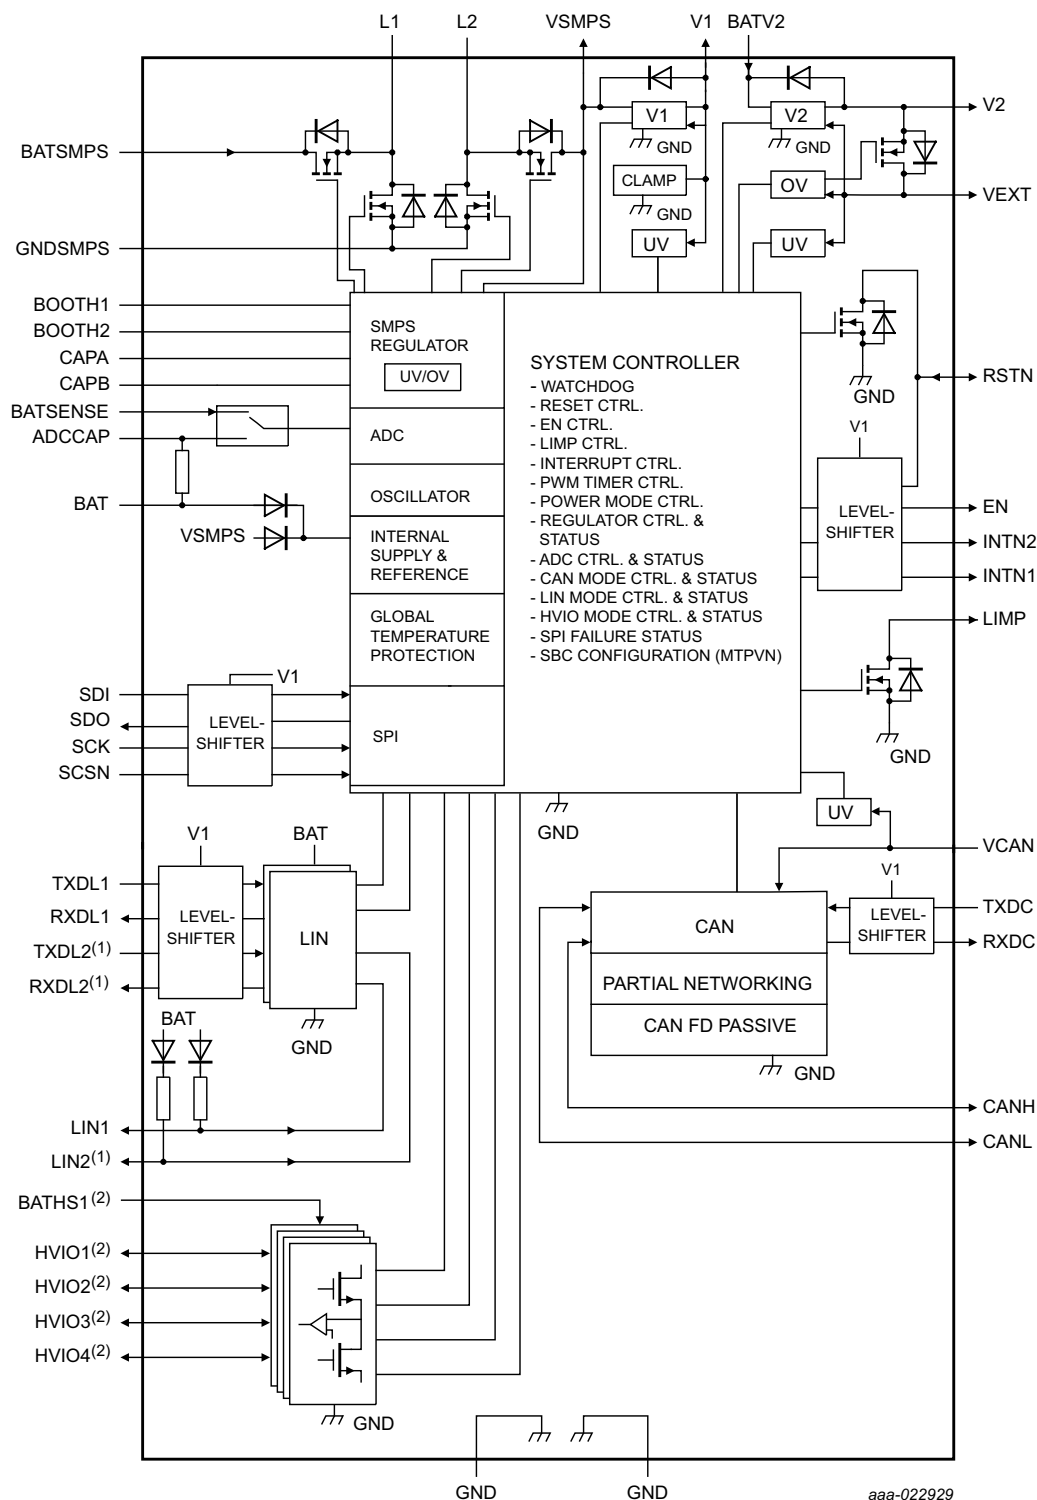 L1
L2
VSMPS
V1
BATV2
V1
GND
V2
GND
V2
BATSMPS
CLAMP
GND
OV
VEXT
GNDSMPS
UV
UV
BOOTH1
BOOTH2
CAPA
CAPB
BATSENSE
ADCCAP
BAT
VSMPS
SMPS
REGULATOR
UV/OV
ADC
OSCILLATOR
INTERNAL
SUPPLY &
REFERENCE
GLOBAL
TEMPERATURE
PROTECTION
SPI
SYSTEM CONTROLLER
- WATCHDOG
- RESET CTRL.
- EN CTRL.
- LIMP CTRL.
- INTERRUPT CTRL.
- PWM TIMER CTRL.
- POWER MODE CTRL.
- REGULATOR CTRL. &
STATUS
- ADC CTRL. & STATUS
- CAN MODE CTRL. & STATUS
- LIN MODE CTRL. & STATUS
- HVIO MODE CTRL. & STATUS
- SPI FAILURE STATUS
- SBC CONFIGURATION (MTPVN)
GND
RSTN
V1
LEVEL-
SHIFTER
EN
INTN2
INTN1
LIMP
GND
SDI
SDO
SCK
SCSN
V1
LEVEL-
SHIFTER
GND
UV
VCAN
V1
BAT
TXDL1
RXDL1
TXDL2(1)
RXDL2(1)
LEVEL-
SHIFTER
LIN
GND
CAN
PARTIAL NETWORKING
CAN FD PASSIVE
GND
V1
LEVEL-
SHIFTER
TXDC
RXDC
BAT
LIN1
LIN2(1)
CANH
CANL
BATHS1(2)
HVIO1(2)
HVIO2(2)
HVIO3(2)
HVIO4(2)
GND
GND
GND
aaa-022929